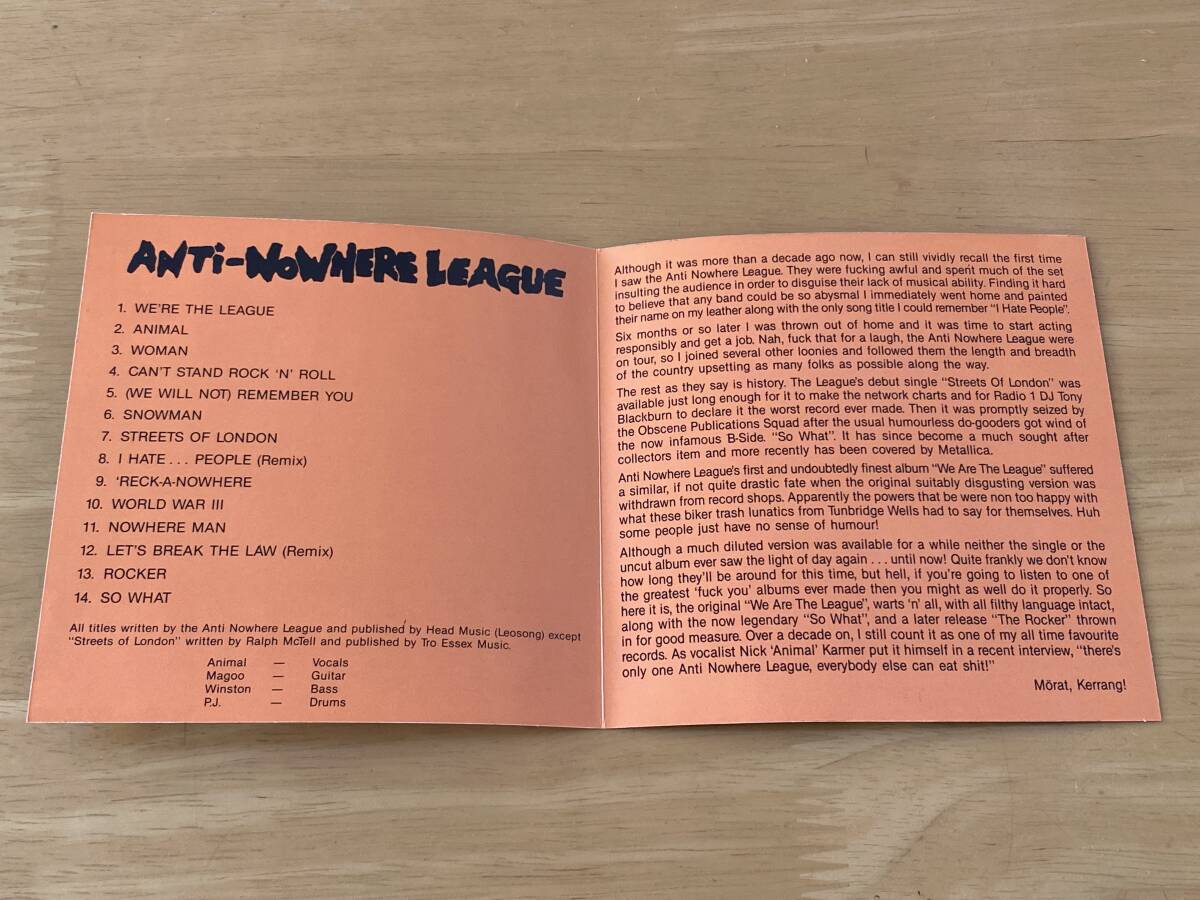 ANTi-NOWHERE LEAGUE
1. WE'RE THE LEAGUE
2. ANIMAL
3. WOMAN
4. CAN'T STAND ROCK 'N' ROLL
5. (WE WILL NOT) REMEMBER YOU
6. SNOWMAN
7. STREETS OF LONDON
8. I HATE... PEOPLE (Remix)
9. 'RECK-A-NOWHERE
10. WORLD WAR III
11. NOWHERE MAN
12. LET'S BREAK THE LAW (Remix)
13. ROCKER
14. SO WHAT
All titles written by the Anti Nowhere League and published by Head Music (Leosong) except
"Streets of London" written by Ralph McTell and published by Tro Essex Music.
Animal — Vocals
Magoo — Guitar
Winston — Bass
P.J. — Drums
Although it was more than a decade ago now, I can still vividly recall the first time
I saw the Anti Nowhere League. They were fucking awful and spent much of the set
insulting the audience in order to disguise their lack of musical ability. Finding it hard
to believe that any band could be so abysmal I immediately went home and painted
their name on my leather along with the only song title I could remember "I Hate People".
Six months or so later I was thrown out of home and it was time to start acting
responsibly and get a job. Nah, fuck that for a laugh, the Anti Nowhere League were
on tour, so I joined several other loonies and followed them the length and breadth
of the country upsetting as many folks as possible along the way.
The rest as they say is history. The League's debut single "Streets Of London" was
available just long enough for it to make the network charts and for Radio 1 DJ Tony
Blackburn to declare it the worst record ever made. Then it was promptly seized by
the Obscene Publications Squad after the usual humourless do-gooders got wind of
the now infamous B-Side. "So What". It has since become a much sought after
collectors item and more recently has been covered by Metallica.
Anti Nowhere League's first and undoubtedly finest album "We Are The League" suffered
a similar, if not quite drastic fate when the original suitably disgusting version was
withdrawn from record shops. Apparently the powers that be were non too happy with
what these biker trash lunatics from Tunbridge Wells had to say for themselves. Huh
some people just have no sense of humour!
Although a much diluted version was available for a while neither the single or the
uncut album ever saw the light of day again... until now! Quite frankly we don't know
how long they'll be around for this time, but hell, if you're going to listen to one of
the greatest 'fuck you' albums ever made then you might as well do it properly. So
here it is, the original "We Are The League", warts 'n' all, with all filthy language intact,
along with the now legendary "So What", and a later release "The Rocker" thrown
in for good measure. Over a decade on, I still count it as one of my all time favourite
records. As vocalist Nick 'Animal' Karmer put it himself in a recent interview, "there's
only one Anti Nowhere League, everybody else can eat shit!"
Mörat, Kerrang!